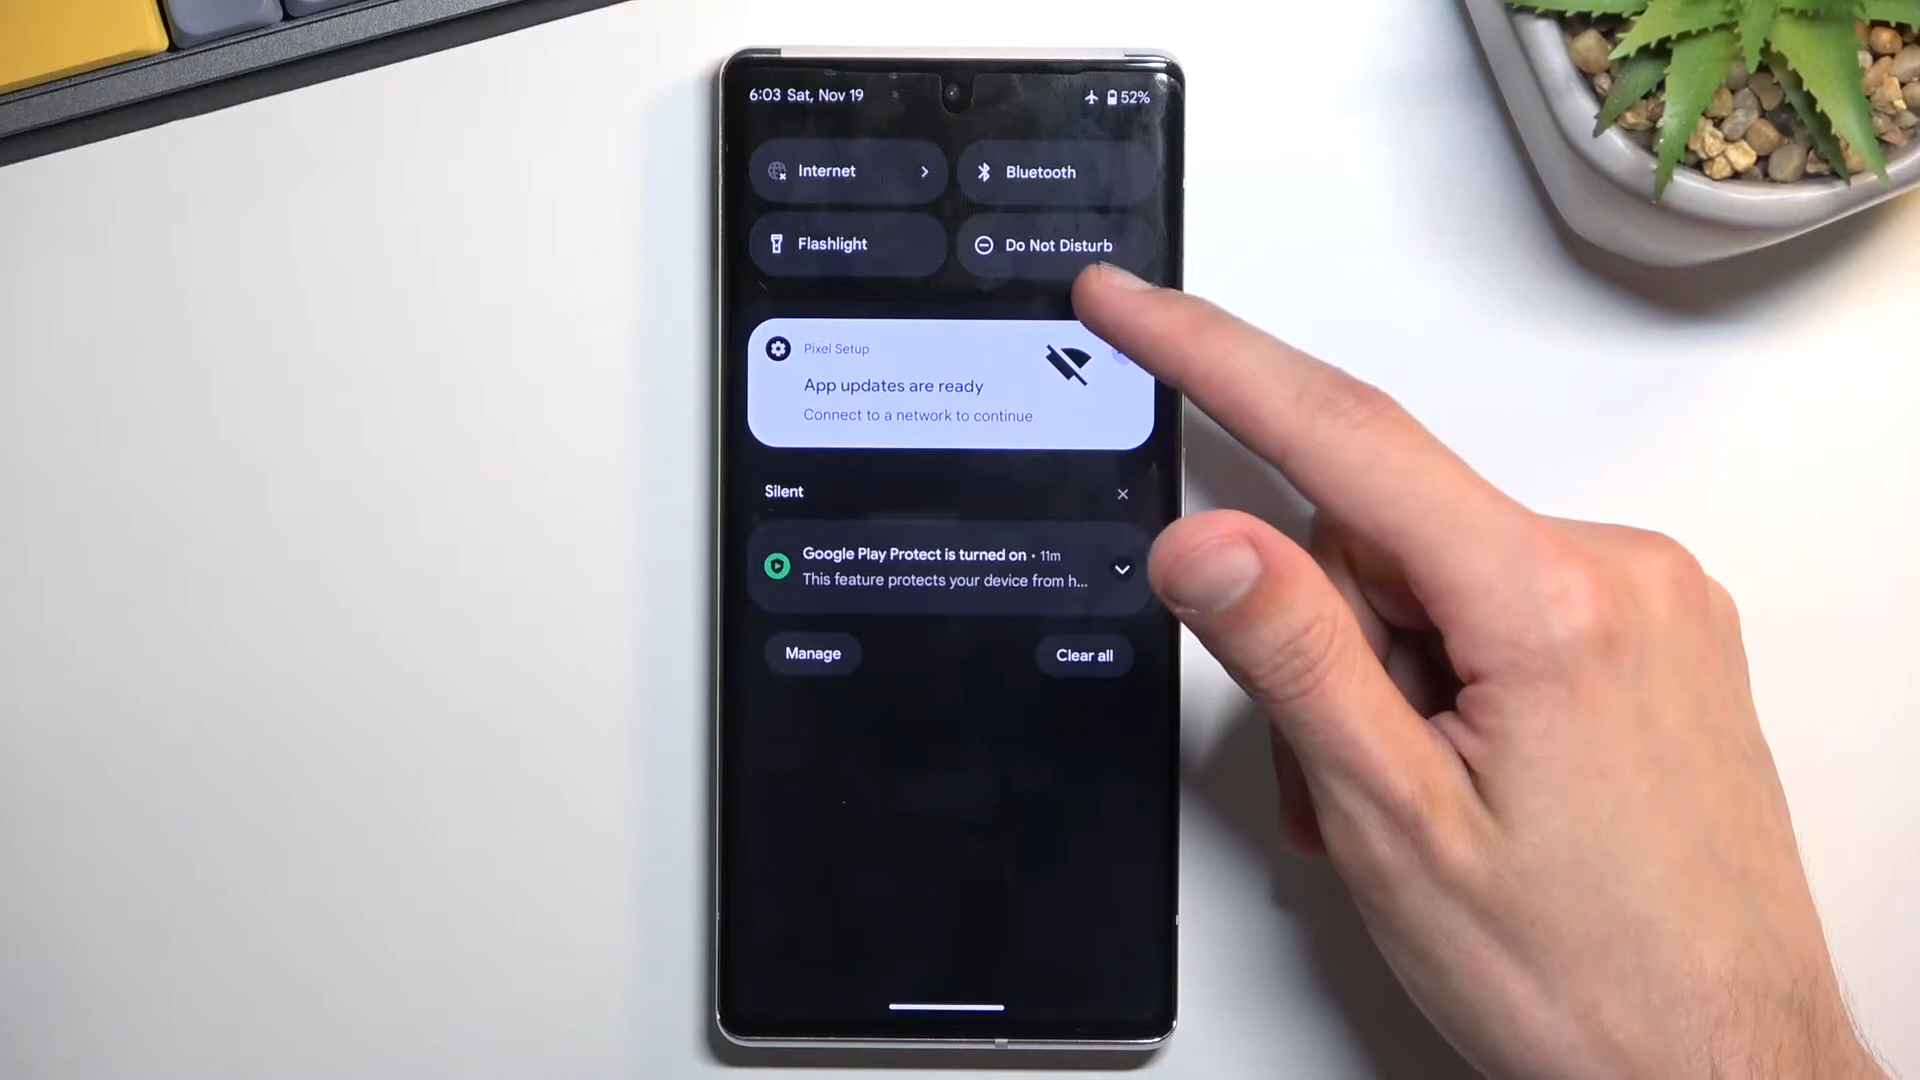 6:03 Sat, Nov 19
52%
Internet
Bluetooth
Flashlight
Do Not Disturb
Pixel Setup
App updates are ready
Connect to a network to continue
Silent
Google Play Protect is turned on • 11m
This feature protects your device from h...
Manage
Clear all